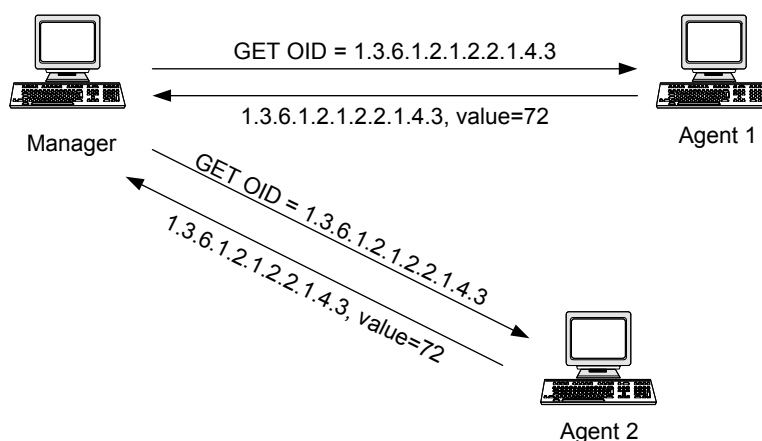 GET OID = 1.3.6.1.2.1.2.2.1.4.3
1.3.6.1.2.1.2.2.1.4.3, value=72
Manager
Agent 1
GET OID = 1.3.6.1.2.1.2.2.1.4.3
1.3.6.1.2.1.2.2.1.4.3, value=72
Agent 2